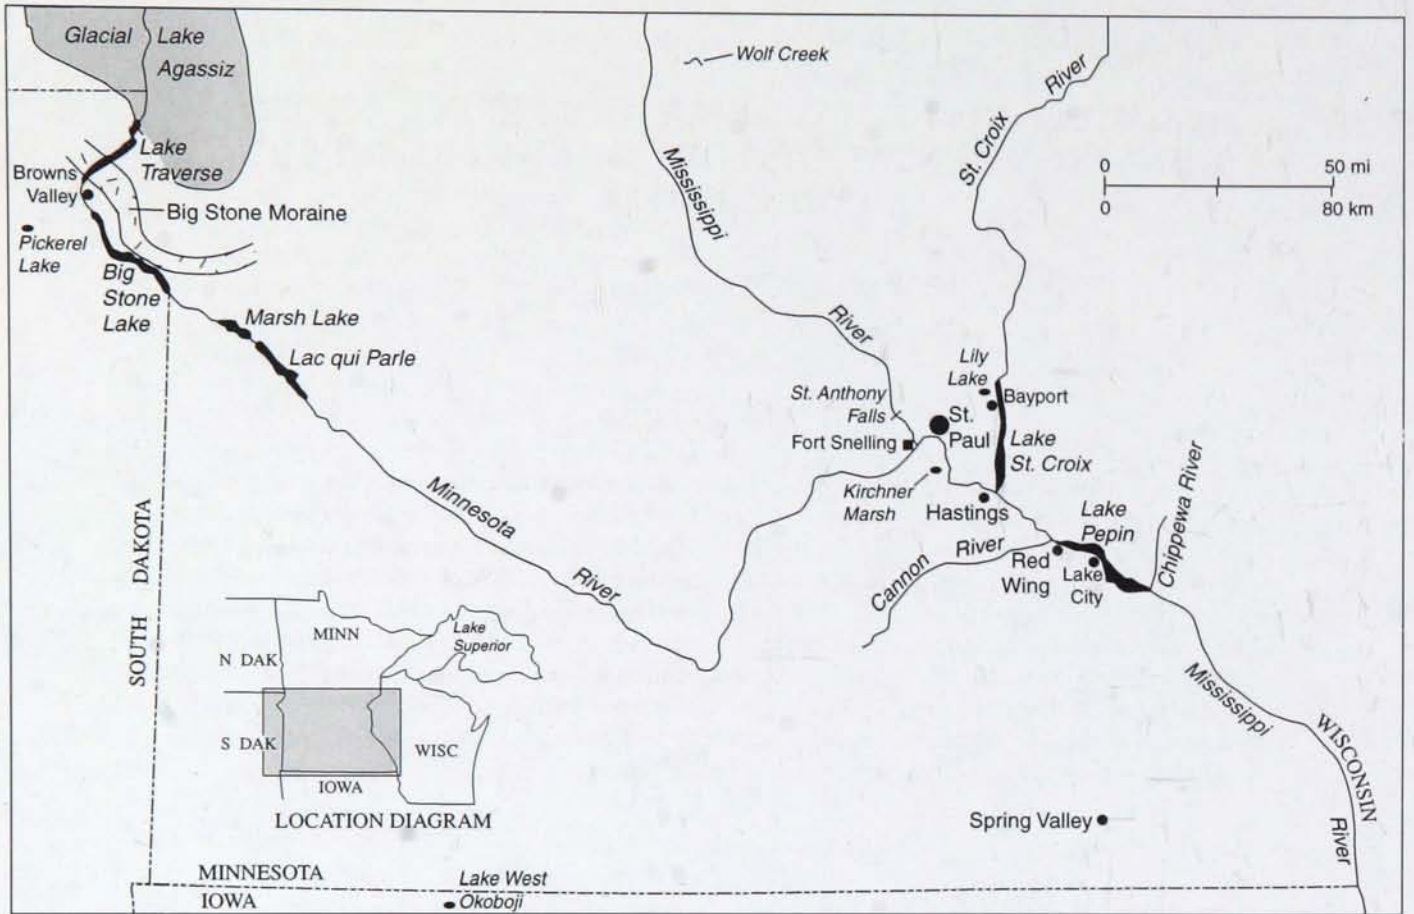 Glacial
Lake
Agassiz
Wolf Creek
River
St. Croix
Mississippi
River
0
50 mi
0
80 km
Lake
Traverse
Browns
Valley
Big Stone Moraine
Pickerel
Lake
Big
Stone
Lake
Marsh Lake
Lac qui Parle
Lily
Lake
Bayport
St. Anthony
Falls
St.
Paul
Fort Snelling
Lake
St. Croix
Kirchner
Marsh
Hastings
Lake
Pepin
Chippewa River
Minnesota
River
Cannon
River
Red
Wing
Lake
City
SOUTH DAKOTA
MINN
Lake
Superior
N DAK
S DAK
WISC
IOWA
LOCATION DIAGRAM
Mississippi
River
WISCONSIN
Spring Valley
MINNESOTA
IOWA
Lake West
Okoboji